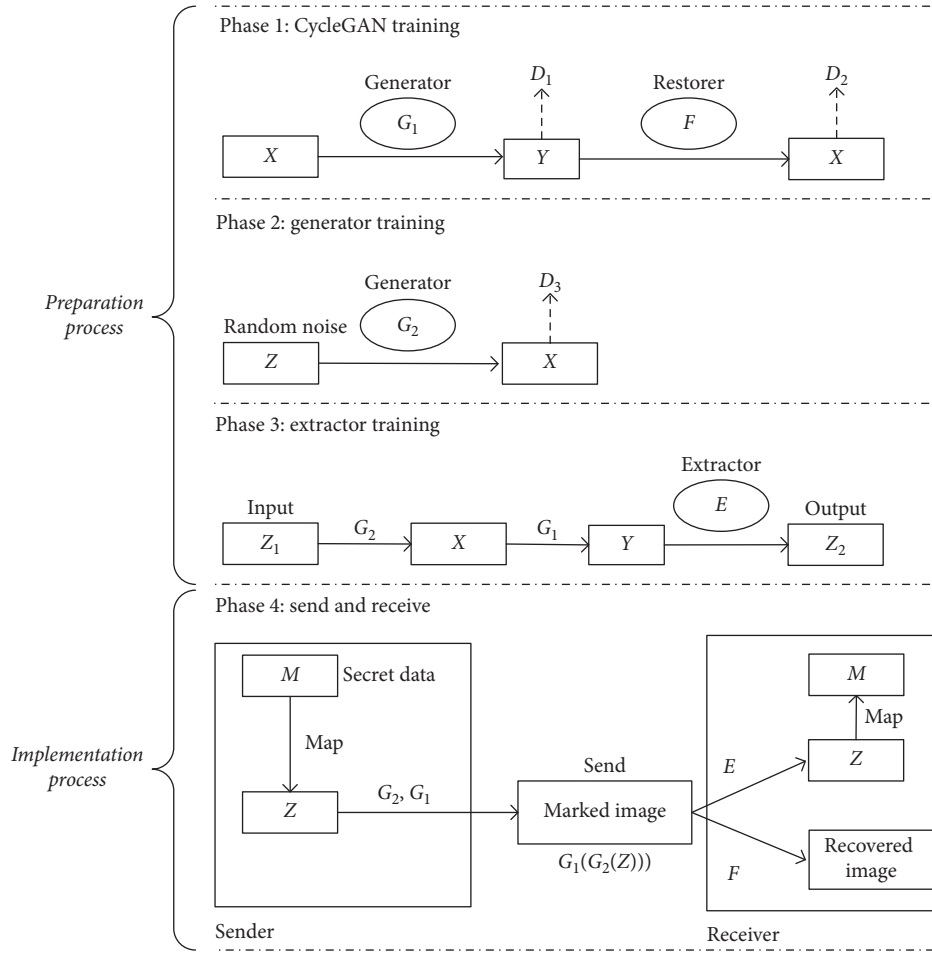 Phase 1: CycleGAN training
Generator
D1
Restorer
D2
G1
F
X
Y
X
Phase 2: generator training
Generator
D3
Preparation
process
Random noise
G2
Z
X
Phase 3: extractor training
Extractor
Input
E
Output
Z1
G2
X
G1
Y
Z2
Phase 4: send and receive
M
Secret data
M
Map
Map
Implementation
process
Send
E
Z
Z
G2, G1
Marked image
Recovered
image
G1(G2(Z)))
F
Sender
Receiver